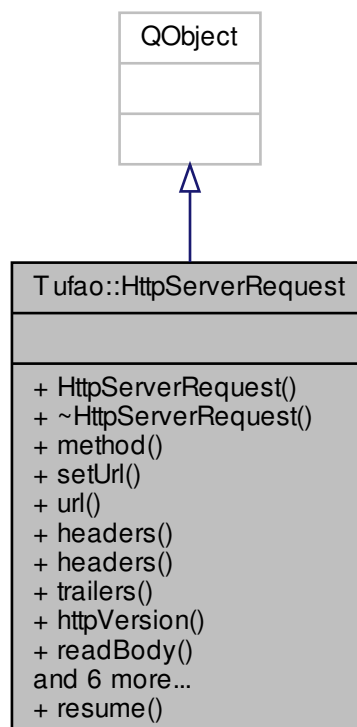 QObject
Tufao::HttpServerRequest
+ HttpServerRequest()
+ ~HttpServerRequest()
+ method()
+ setUrl()
+ url()
+ headers()
+ headers()
+ trailers()
+ httpVersion()
+ readBody()
and 6 more...
+ resume()